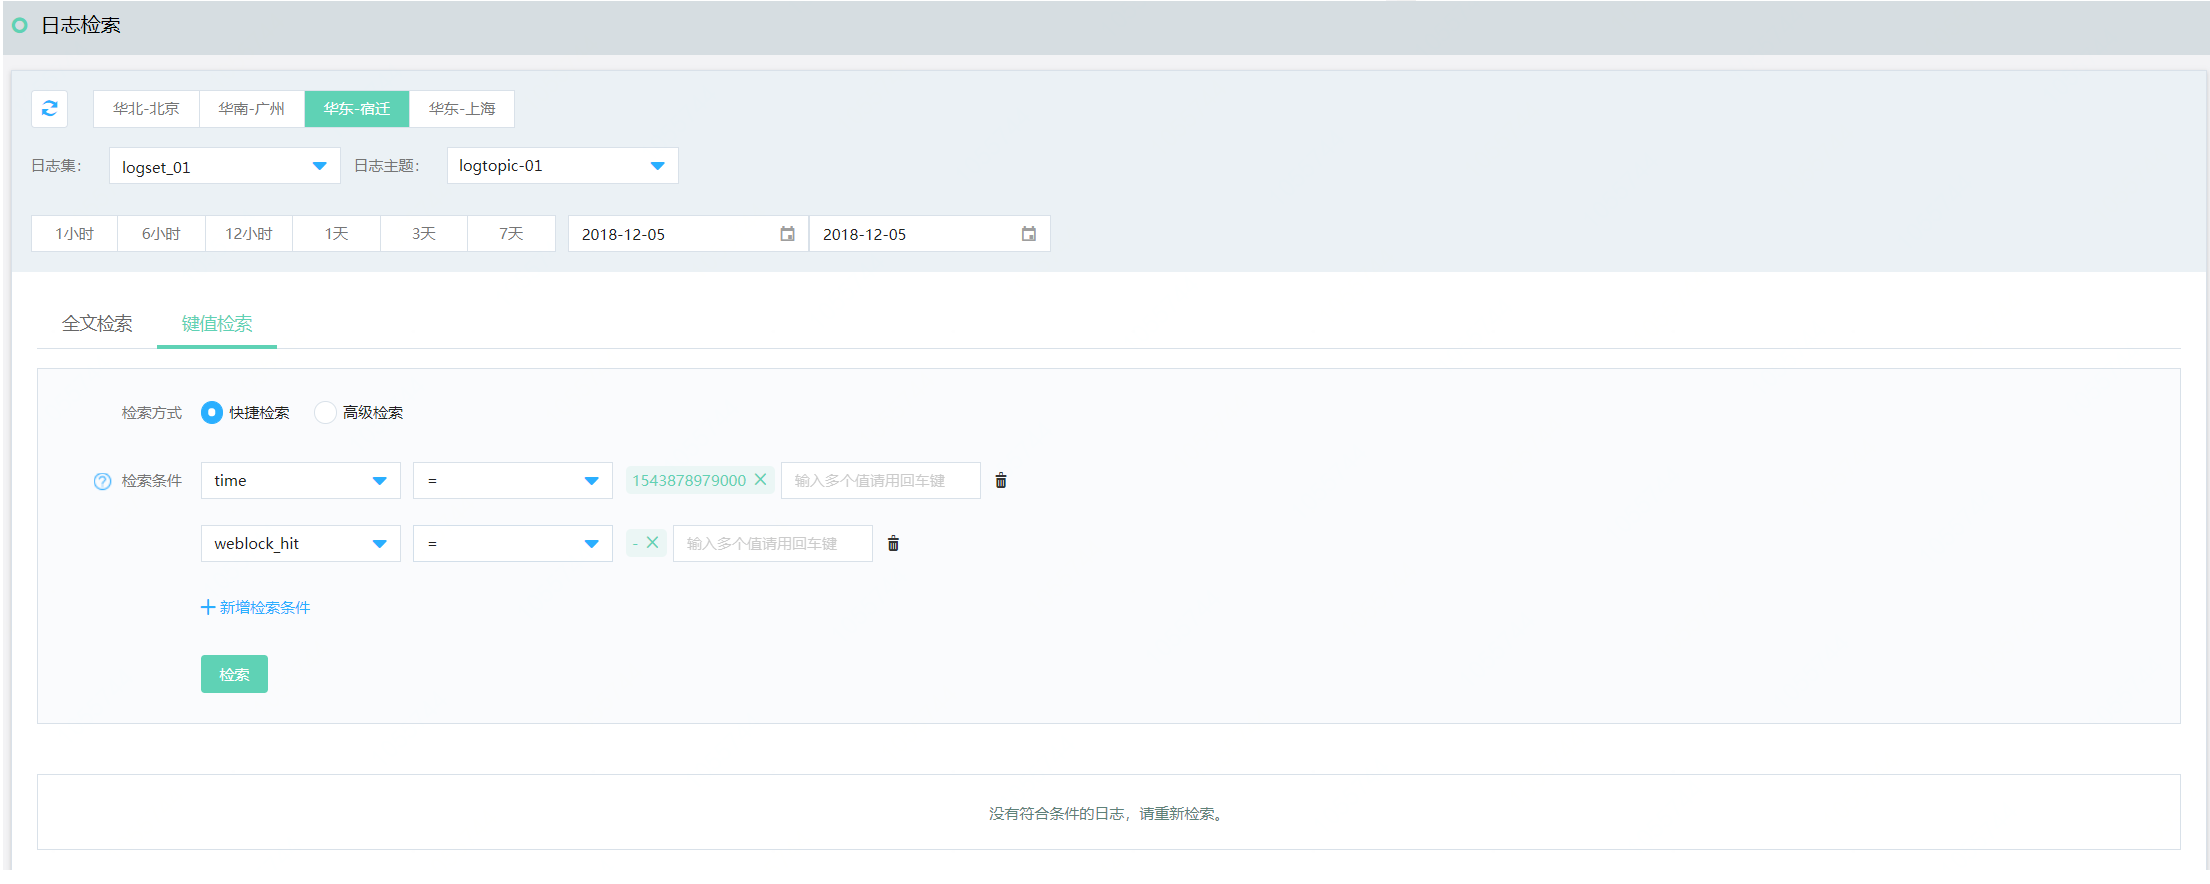 日志检索
华北-北京 华南-广州 华东-宿迁 华东-上海
日志集： logset_01 日志主题： logtopic-01
1小时 6小时 12小时 1天 3天 7天 2018-12-05 2018-12-05
全文检索 键值检索
检索方式 快捷检索 高级检索
? 检索条件 time = 1543878979000 × 输入多个值请用回车键
weblock_hit = - × 输入多个值请用回车键
+ 新增检索条件
检索
没有符合条件的日志，请重新检索。